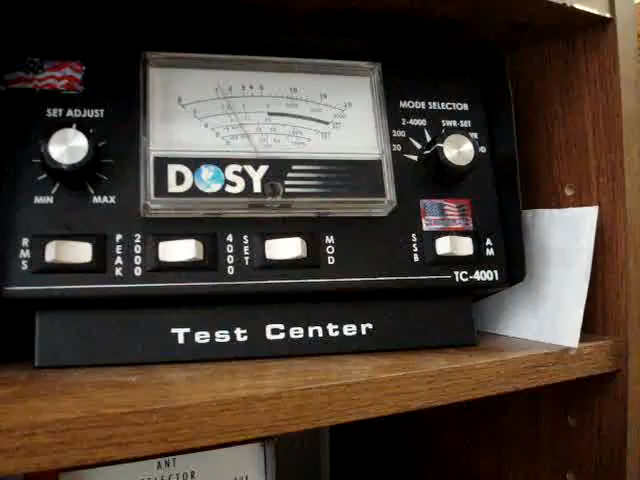 SET ADJUST
MIN MAX
DOSY
MODE SELECTOR
2-4000 SWR-SET
200
20
RMS
PEAK
2000
4000
SET
MOD
SSB
AM
TC-4001
Test Center
ANT